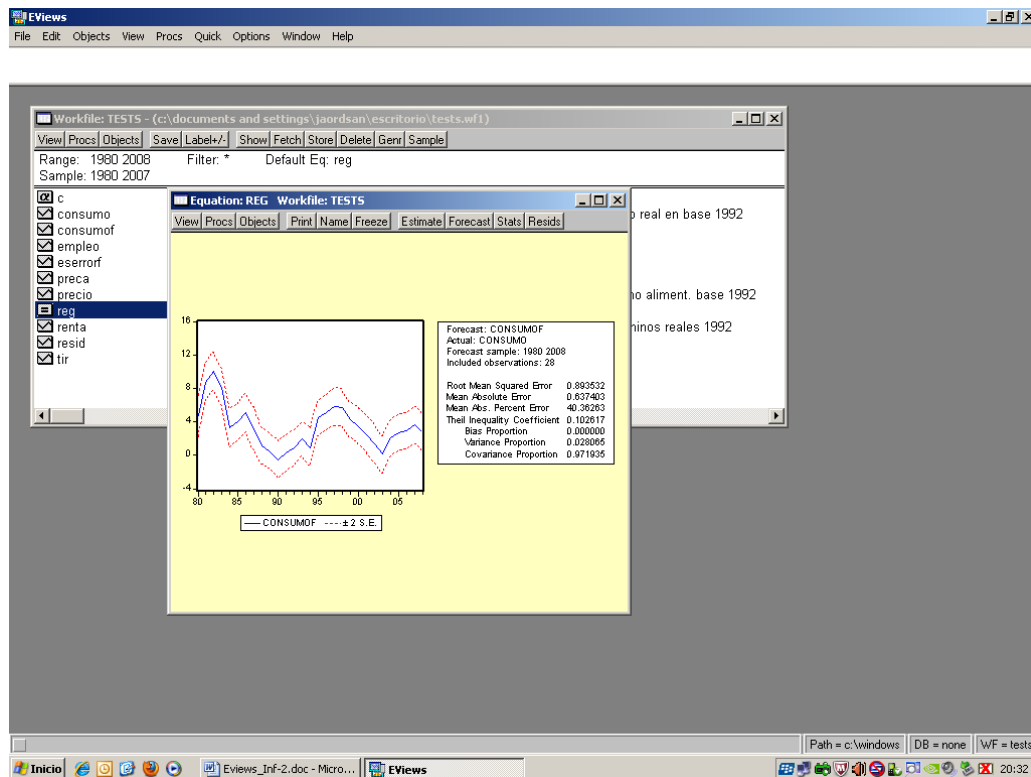 EViews
File Edit Objects View Procs Quick Options Window Help
Workfile: TESTS - (c:\documents and settings\jaordsan\escritorio\tests.wf1)
View Procs Objects Save Label+/- Show Fetch Store Delete Genr Sample
Range: 1980 2008 Filter: * Default Eq: reg
Sample: 1980 2007
c
consumo
o real en base 1992
consumof
empleo
eserrorf
preca
precio
no aliment. base 1992
reg
renta
minos reales 1992
resid
tir
Equation: REG Workfile: TESTS
View Procs Objects Print Name Freeze Estimate Forecast Stats Resids
16
12
8
4
0
-4
80 85 90 95 00 05
CONSUMOF ± 2 S.E.
Forecast: CONSUMOF
Actual: CONSUMO
Forecast sample: 1980 2008
Included observations: 28
Root Mean Squared Error 0.893532
Mean Absolute Error 0.637403
Mean Abs. Percent Error 40.36263
Theil Inequality Coefficient 0.102617
Bias Proportion 0.000000
Variance Proportion 0.028065
Covariance Proportion 0.971935
Path = c:\windows DB = none WF = tests
Inicio Eviews_Inf-2.doc - Micro... EViews 20:32